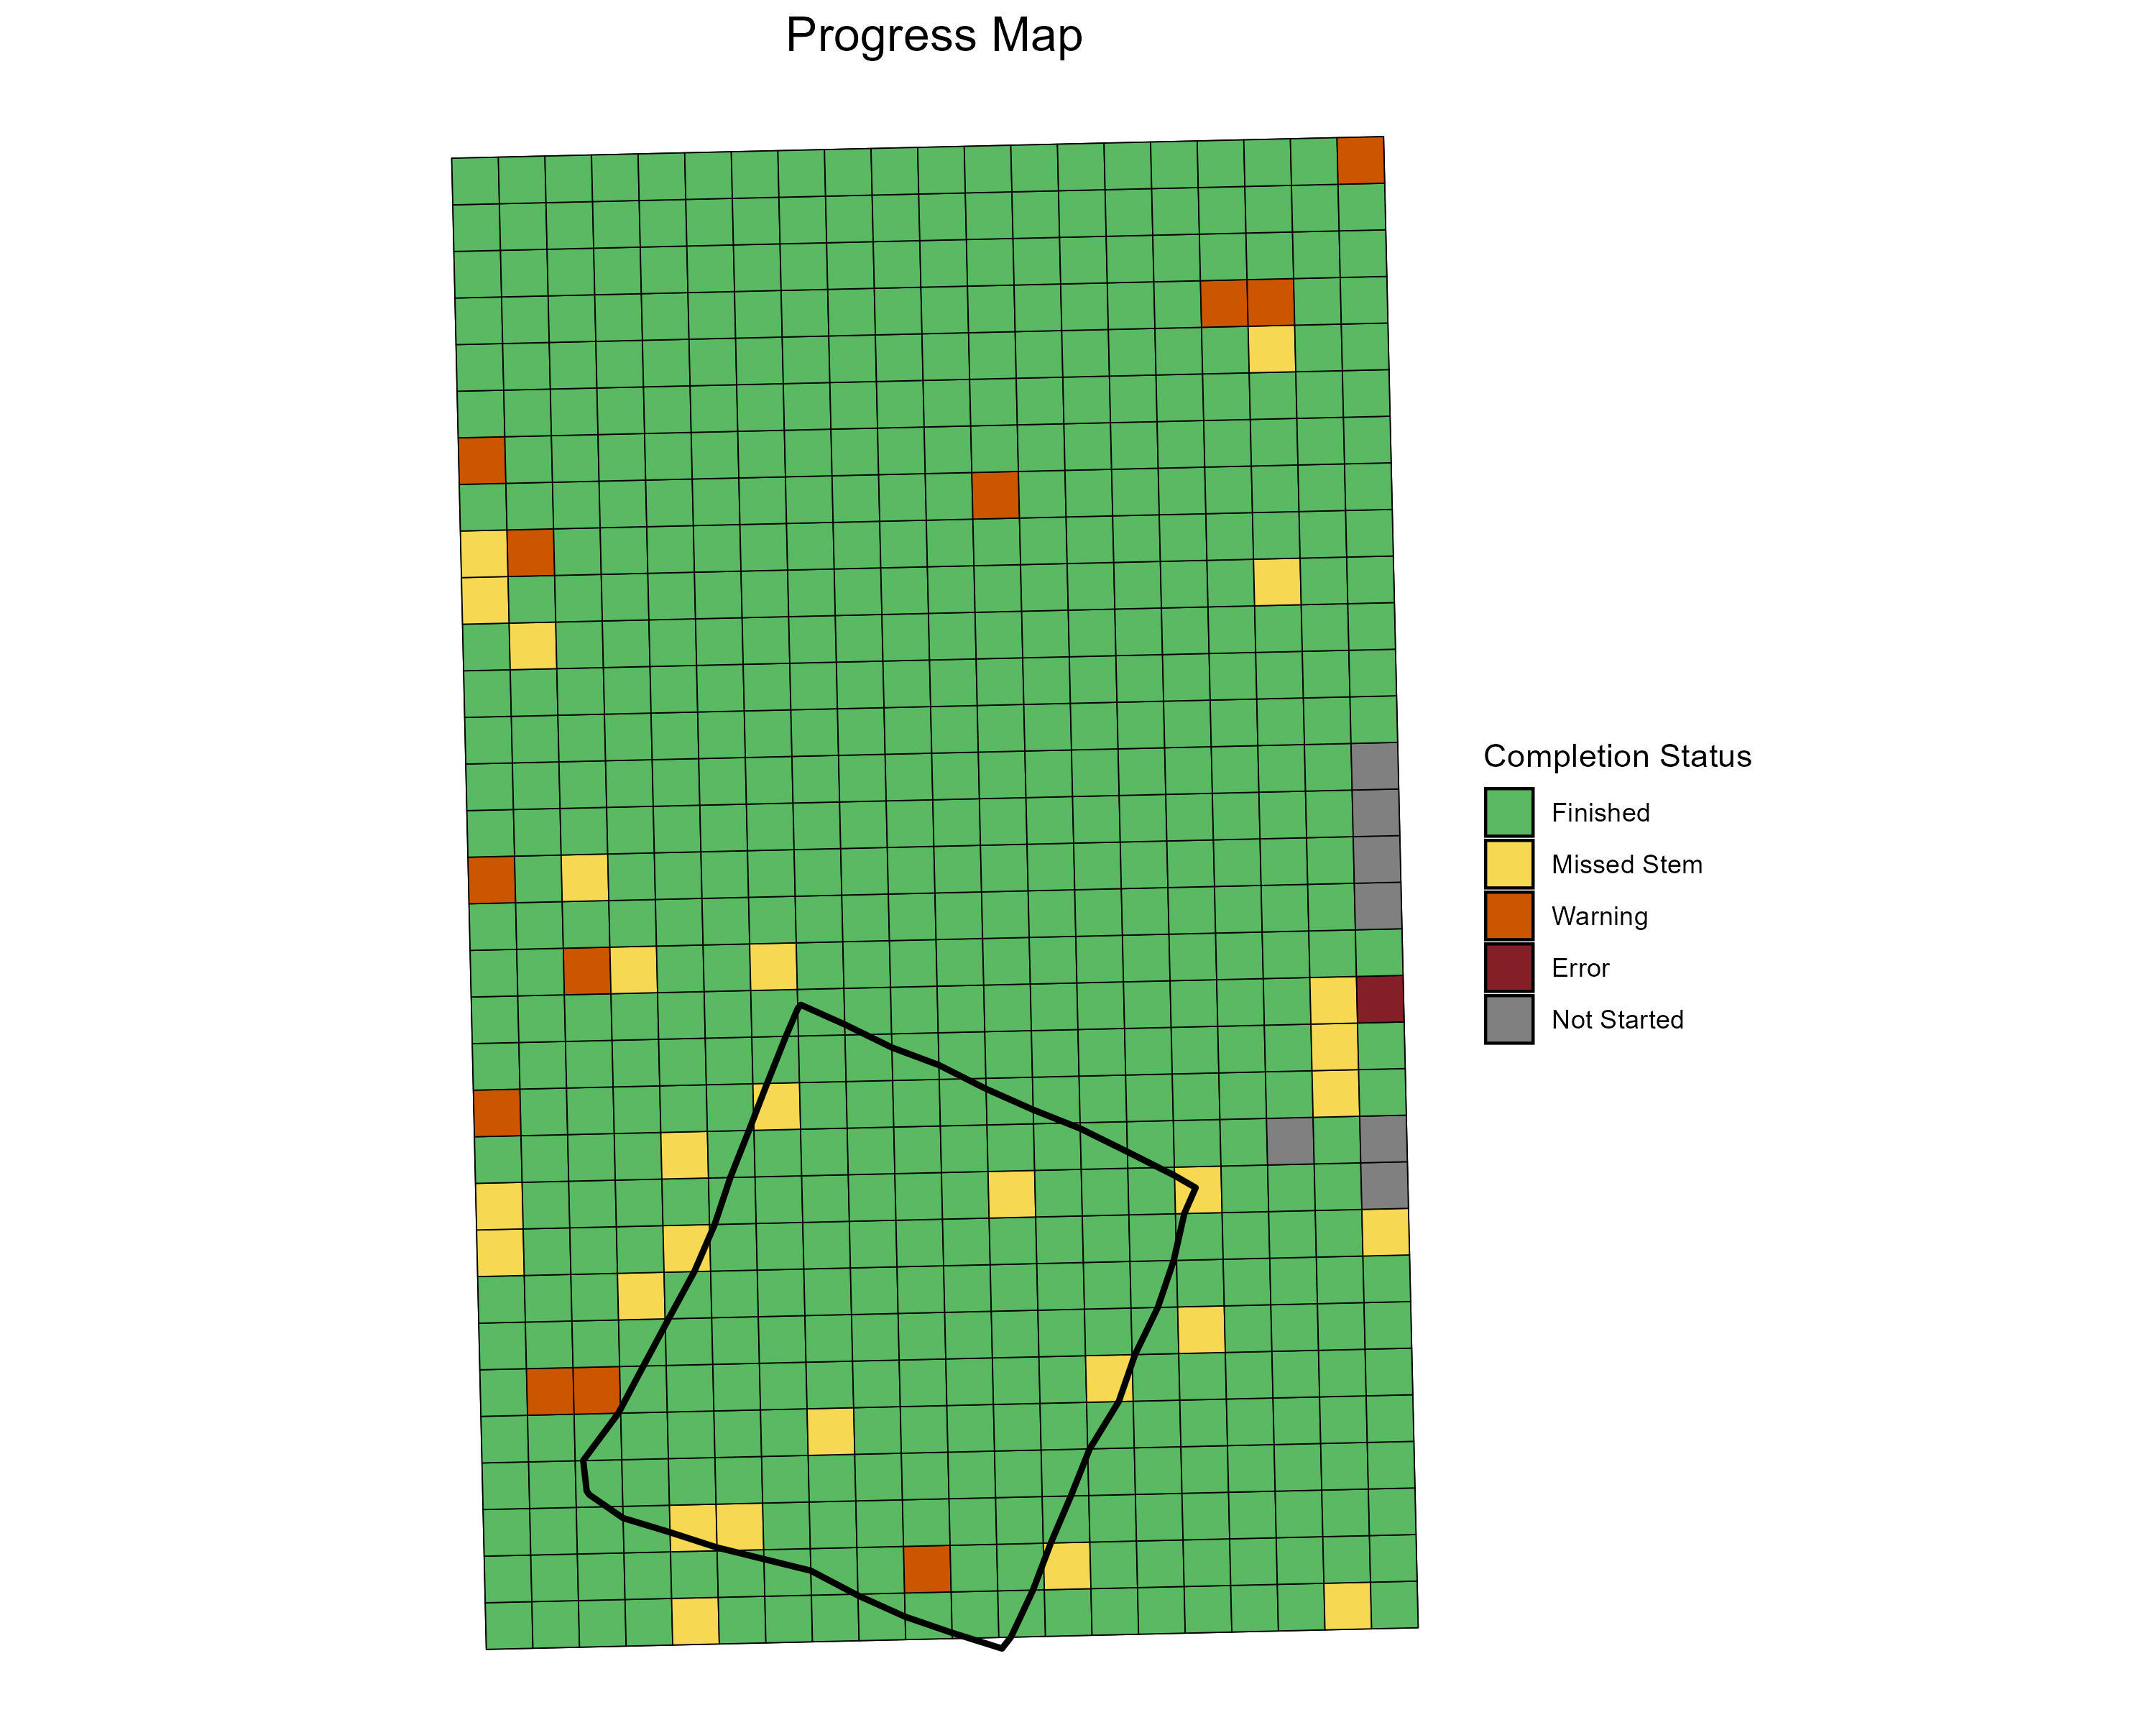 Progress Map
Completion Status
Finished
Missed Stem
Warning
Error
Not Started